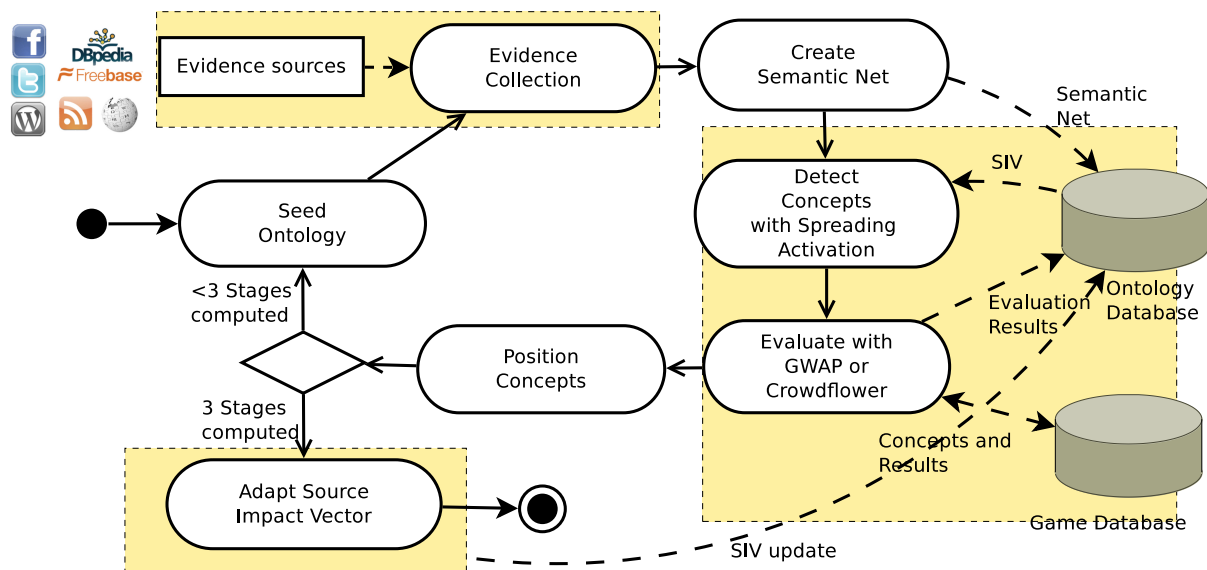 DBpedia
Freebase
Evidence sources
Evidence
Collection
Create
Semantic Net
Semantic
Net
SIV
Detect
Concepts
with Spreading
Activation
Seed
Ontology
<3 Stages
computed
Evaluation
Results
Ontology
Database
Position
Concepts
Evaluate with
GWAP or
Crowdflower
3 Stages
computed
Concepts and
Results
Adapt Source
Impact Vector
Game Database
SIV update